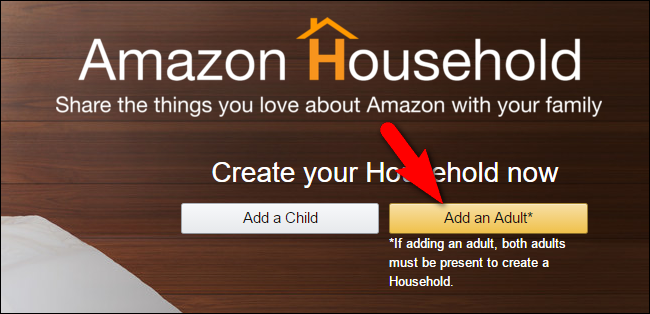 Amazon Household
Share the things you love about Amazon with your family
Create your Household now
Add a Child
Add an Adult*
*If adding an adult, both adults
must be present to create a
Household.